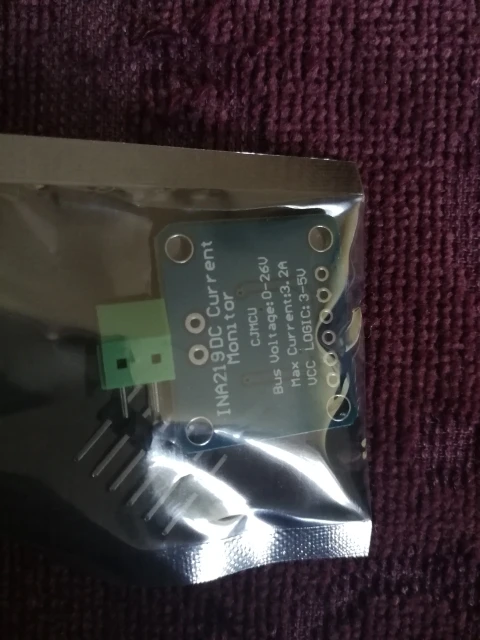 INA219DC Current
Monitor
CJMCU
Bus Voltage:0-26V
Max Current:3.2A
VCC LOGIC:3-5V